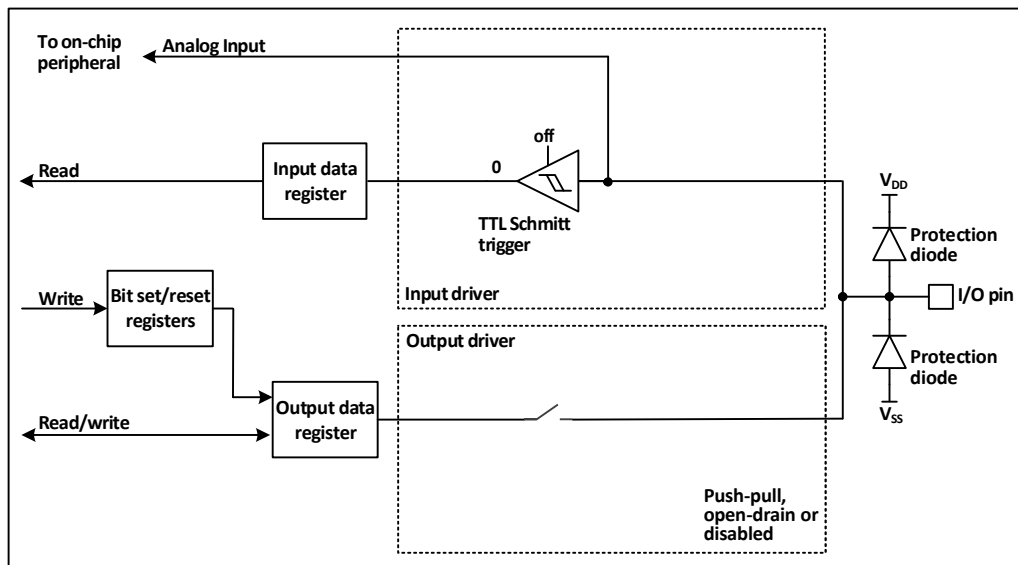 To on-chip
peripheral
Analog Input
off
0
Read
Input data
register
TTL Schmitt
trigger
Input driver
VDD
Protection
diode
I/O pin
Protection
diode
VSS
Write
Bit set/reset
registers
Output driver
Read/write
Output data
register
Push-pull,
open-drain or
disabled